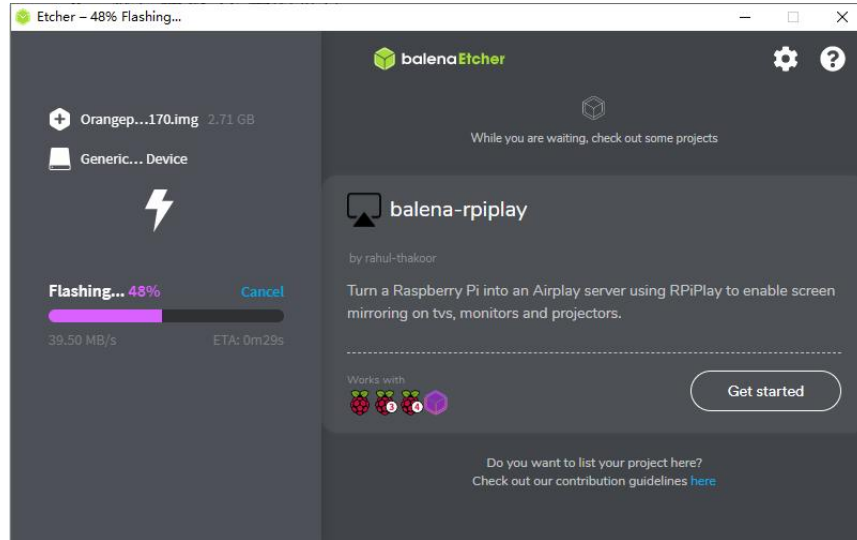 Etcher – 48% Flashing...
balenaEtcher
Orangep...170.img 2.71 GB
Generic... Device
Flashing... 48% Cancel
39.50 MB/s ETA: 0m29s
While you are waiting, check out some projects
balena-rpiplay
by rahul-thakoor
Turn a Raspberry Pi into an Airplay server using RPiPlay to enable screen
mirroring on tvs, monitors and projectors.
Works with
3 4
Get started
Do you want to list your project here?
Check out our contribution guidelines here